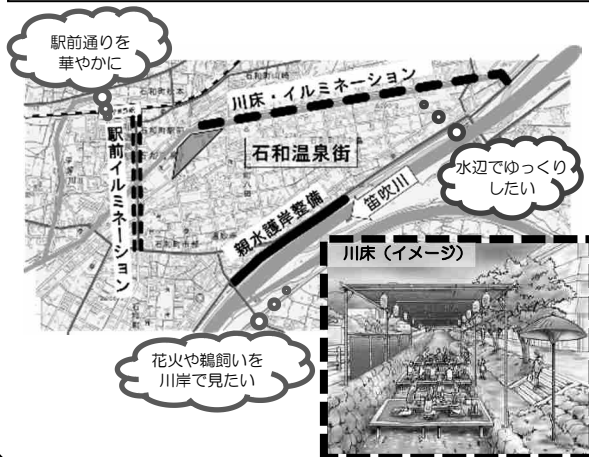 駅前通りを
華やかに
川床・イルミネーション
駅前イルミネーション
石和温泉街
水辺でゆっくり
したい
笛吹川
親水護岸整備
川床（イメージ）
花火や鵜飼いを
川岸で見たい